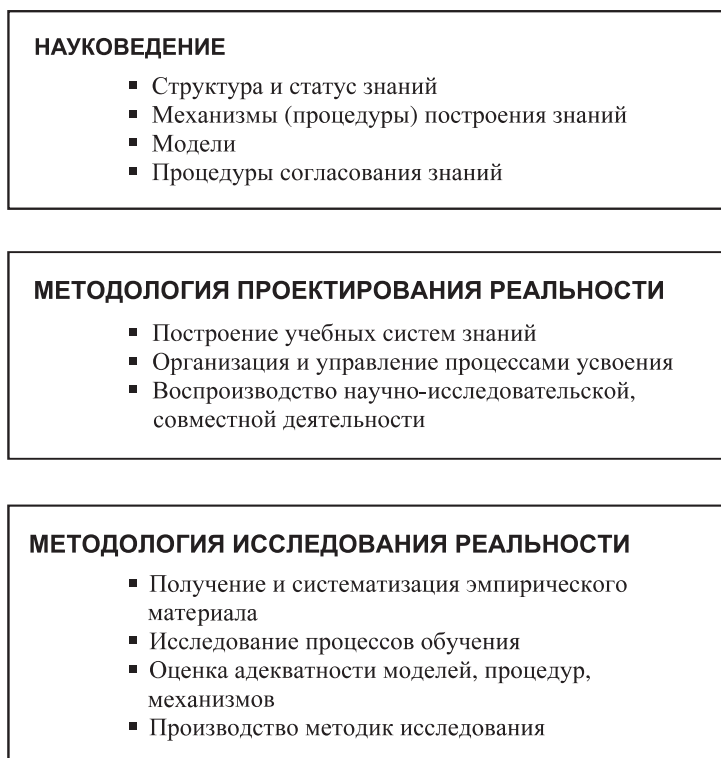 НАУКОВЕДЕНИЕ
▪ Структура и статус знаний
▪ Механизмы (процедуры) построения знаний
▪ Модели
▪ Процедуры согласования знаний
МЕТОДОЛОГИЯ ПРОЕКТИРОВАНИЯ РЕАЛЬНОСТИ
▪ Построение учебных систем знаний
▪ Организация и управление процессами усвоения
▪ Воспроизводство научно-исследовательской,
совместной деятельности
МЕТОДОЛОГИЯ ИССЛЕДОВАНИЯ РЕАЛЬНОСТИ
▪ Получение и систематизация эмпирического
материала
▪ Исследование процессов обучения
▪ Оценка адекватности моделей, процедур,
механизмов
▪ Производство методик исследования